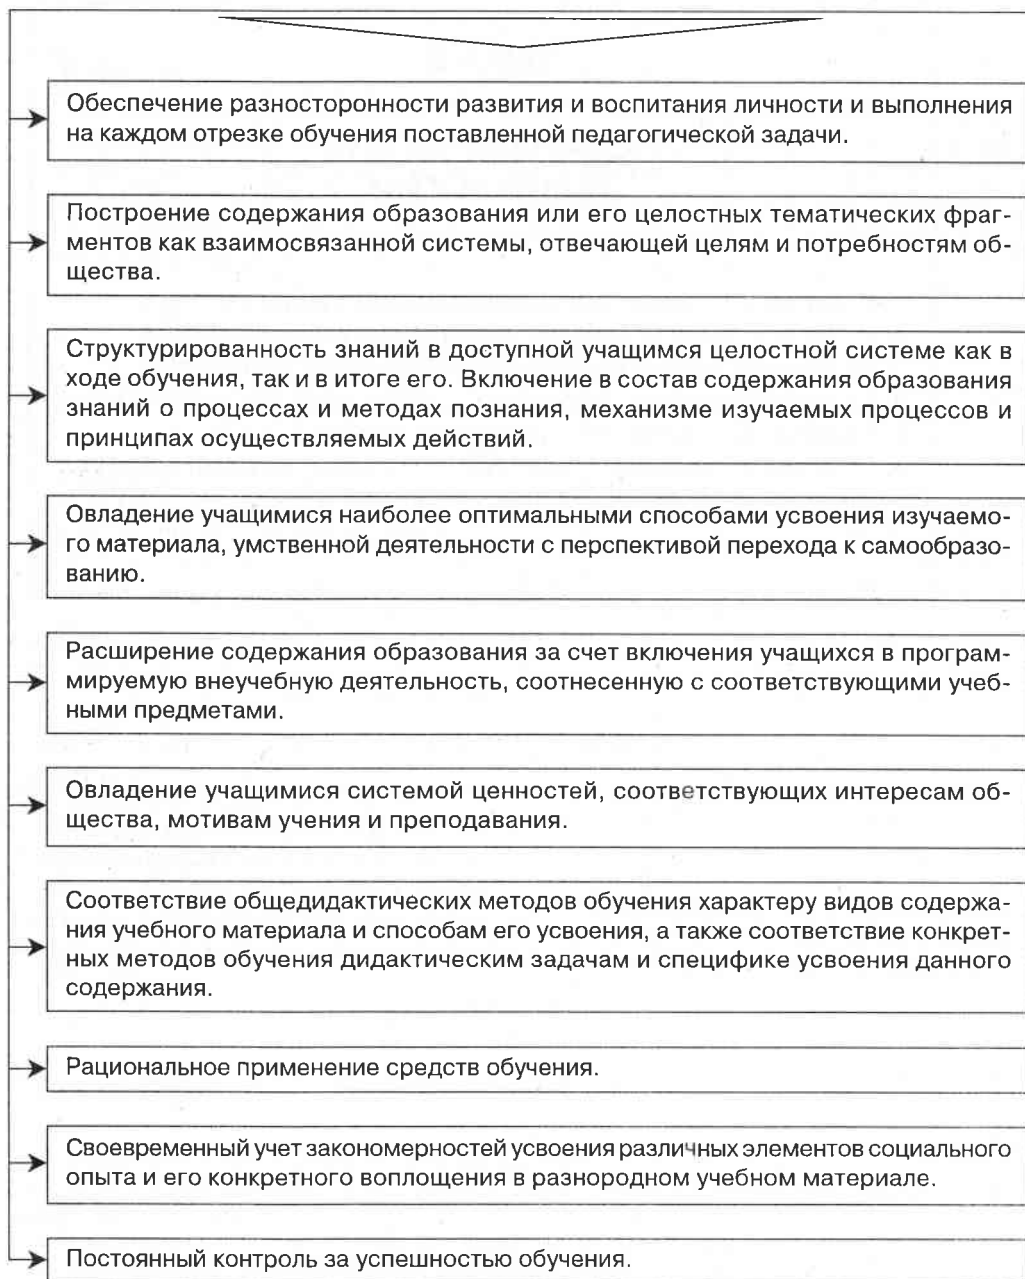 Обеспечение разносторонности развития и воспитания личности и выполнения
на каждом отрезке обучения поставленной педагогической задачи.
Построение содержания образования или его целостных тематических фраг-
ментов как взаимосвязанной системы, отвечающей целям и потребностям об-
щества.
Структурированность знаний в доступной учащимся целостной системе как в
ходе обучения, так и в итоге его. Включение в состав содержания образования
знаний о процессах и методах познания, механизме изучаемых процессов и
принципах осуществляемых действий.
Овладение учащимися наиболее оптимальными способами усвоения изучаемо-
го материала, умственной деятельности с перспективой перехода к самообразо-
ванию.
Расширение содержания образования за счет включения учащихся в програм-
мируемую внеучебную деятельность, соотнесенную с соответствующими учеб-
ными предметами.
Овладение учащимися системой ценностей, соответствующих интересам об-
щества, мотивам учения и преподавания.
Соответствие общедидактических методов обучения характеру видов содержа-
ния учебного материала и способам его усвоения, а также соответствие конкрет-
ных методов обучения дидактическим задачам и специфике усвоения данного
содержания.
Рациональное применение средств обучения.
Своевременный учет закономерностей усвоения различных элементов социального
опыта и его конкретного воплощения в разнородном учебном материале.
Постоянный контроль за успешностью обучения.